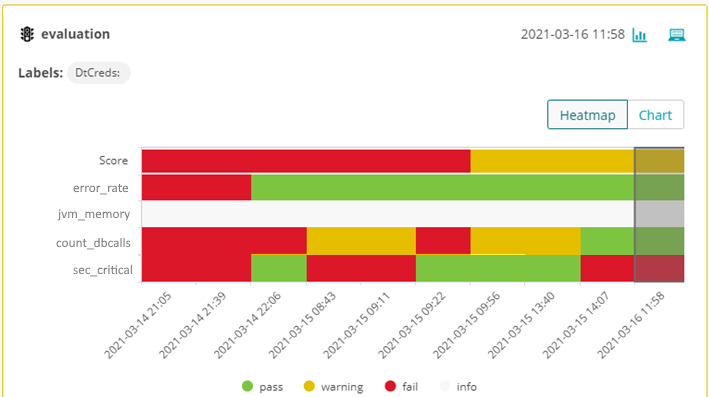 evaluation
2021-03-16 11:58
Labels: DtCreds:
Heatmap Chart
Score
error_rate
jvm_memory
count_dbcalls
sec_critical
2021-03-14 21:05
2021-03-14 21:39
2021-03-14 22:06
2021-03-15 08:43
2021-03-15 09:11
2021-03-15 09:22
2021-03-15 09:56
2021-03-15 13:40
2021-03-15 14:07
2021-03-16 11:58
pass warning fail info